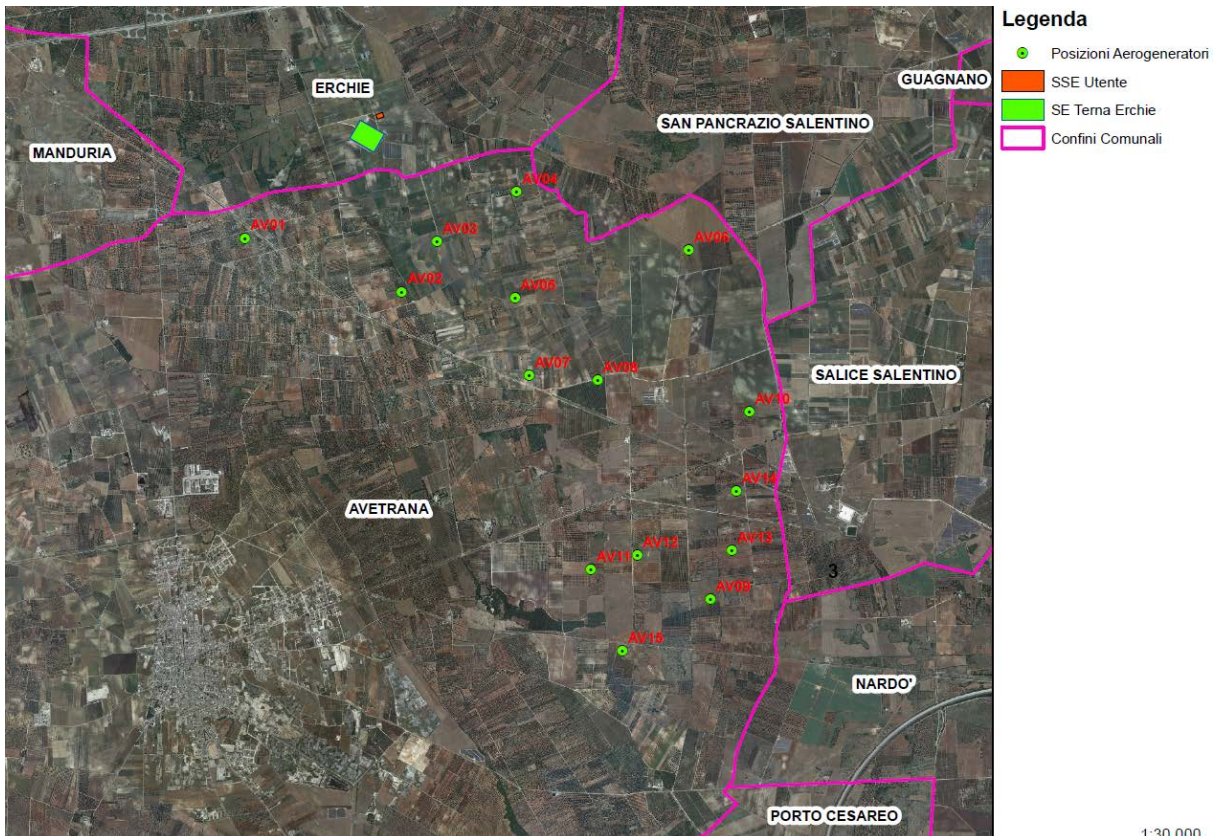 Legenda
Posizioni Aerogeneratori
SSE Utente
SE Terna Erchie
Confini Comunali
GUAGNANO
ERCHIE
SAN PANCRAZIO SALENTINO
MANDURIA
AV04
AV01
AV03
AV06
AV02
AV05
AV07
AV08
SALICE SALENTINO
AV10
AV14
AVETRANA
AV13
AV12
AV11
3
AV09
AV15
NARDO'
PORTO CESAREO
1:30.000